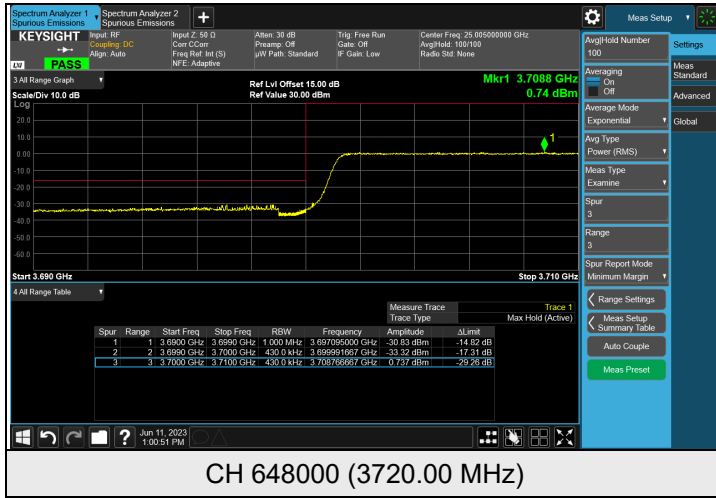 Spectrum Analyzer 1
Spurious Emissions
Spectrum Analyzer 2
Spurious Emissions
Meas Setup
KEYSIGHT
Input: RF
Coupling: DC
Align: Auto
Input Z: 50 Ω
Corr CCorr
Freq Ref: Int (S)
NFE: Adaptive
Atten: 30 dB
Preamp: Off
µW Path: Standard
Trig: Free Run
Gate: Off
IF Gain: Low
Center Freq: 25.005000000 GHz
Avg|Hold: 100/100
Radio Std: None
LXI
PASS
3 All Range Graph
Scale/Div 10.0 dB
Ref Lvl Offset 15.00 dB
Ref Value 30.00 dBm
Mkr1 3.7088 GHz
0.74 dBm
Log
20.0
10.0
0.00
-10.0
-20.0
-30.0
-40.0
-50.0
-60.0
1
Start 3.690 GHz
Stop 3.710 GHz
4 All Range Table
Measure Trace Trace 1
Trace Type Max Hold (Active)
Spur Range Start Freq Stop Freq RBW Frequency Amplitude ΔLimit
1 1 3.6900 GHz 3.6990 GHz 1.000 MHz 3.697095000 GHz -30.83 dBm -14.82 dB
2 2 3.6990 GHz 3.7000 GHz 430.0 kHz 3.699991667 GHz -33.32 dBm -17.31 dB
3 3 3.7000 GHz 3.7100 GHz 430.0 kHz 3.708766667 GHz 0.737 dBm -29.26 dB
Avg|Hold Number
100
Averaging
On
Off
Average Mode
Exponential
Avg Type
Power (RMS)
Meas Type
Examine
Spur
3
Range
3
Spur Report Mode
Minimum Margin
Range Settings
Meas Setup
Summary Table
Auto Couple
Meas Preset
Settings
Meas
Standard
Advanced
Global
Jun 11, 2023
1:00:51 PM
CH 648000 (3720.00 MHz)